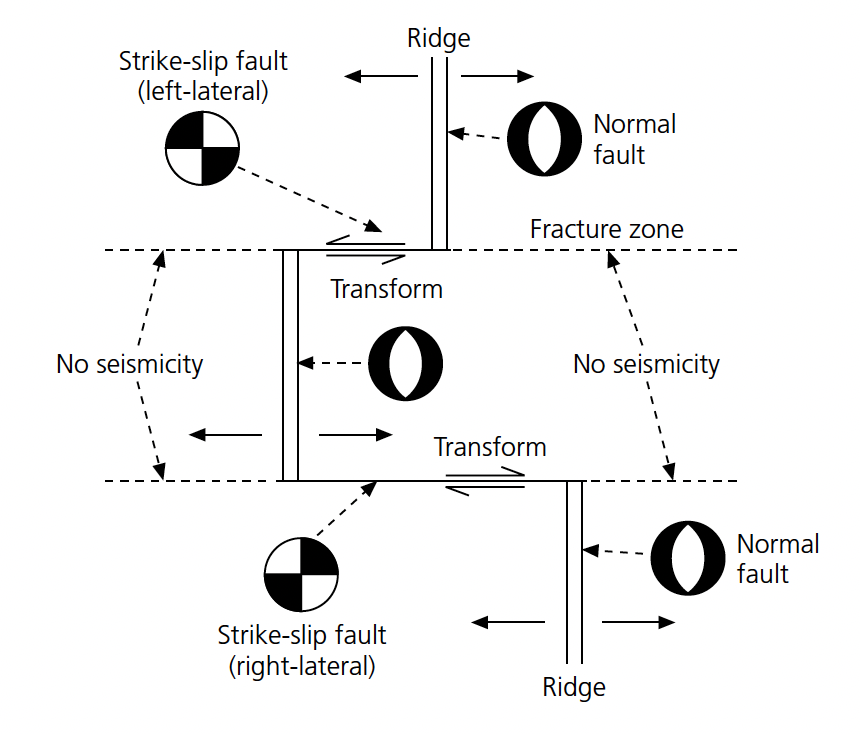 Ridge
Strike-slip fault
(left-lateral)
Normal
fault
Fracture zone
Transform
No seismicity
No seismicity
Transform
Normal
fault
Strike-slip fault
(right-lateral)
Ridge